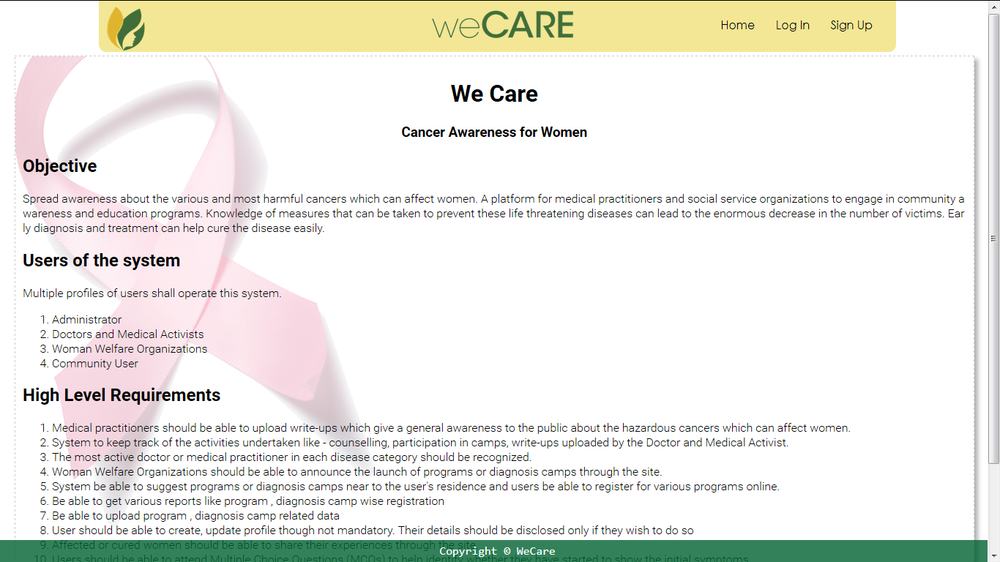 weCARE
Home Log In Sign Up
We Care
Cancer Awareness for Women
Objective
Spread awareness about the various and most harmful cancers which can affect women. A platform for medical practitioners and social service organizations to engage in community a
wareness and education programs. Knowledge of measures that can be taken to prevent these life threatening diseases can lead to the enormous decrease in the number of victims. Ear
ly diagnosis and treatment can help cure the disease easily.
Users of the system
Multiple profiles of users shall operate this system.
1. Administrator
2. Doctors and Medical Activists
3. Woman Welfare Organizations
4. Community User
High Level Requirements
1. Medical practitioners should be able to upload write-ups which give a general awareness to the public about the hazardous cancers which can affect women.
2. System to keep track of the activities undertaken like - counselling, participation in camps, write-ups uploaded by the Doctor and Medical Activist.
3. The most active doctor or medical practitioner in each disease category should be recognized.
4. Woman Welfare Organizations should be able to announce the launch of programs or diagnosis camps through the site.
5. System be able to suggest programs or diagnosis camps near to the user's residence and users be able to register for various programs online.
6. Be able to get various reports like program , diagnosis camp wise registration
7. Be able to upload program , diagnosis camp related data
8. User should be able to create, update profile though not mandatory. Their details should be disclosed only if they wish to do so
9. Affected or cured women should be able to share their experiences through the site.
Copyright © WeCare
10. Users should be able to attend Multiple Choice Questions (MCQs) to help identify whether they have started to show the initial symptoms